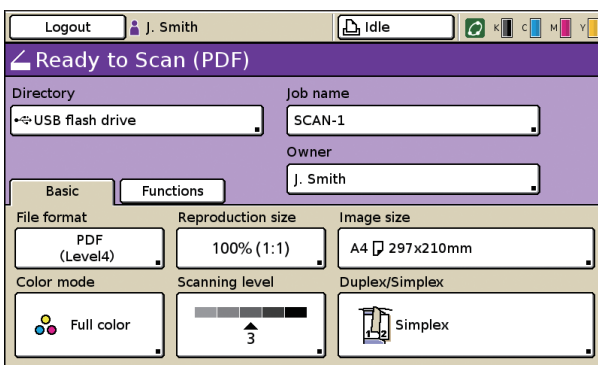 Logout
J. Smith
Idle
K C M Y
Ready to Scan (PDF)
Directory
Job name
USB flash drive
SCAN-1
Owner
J. Smith
Basic
Functions
File format
Reproduction size
Image size
PDF
(Level4)
100% (1:1)
A4 297x210mm
Color mode
Scanning level
Duplex/Simplex
Full color
3
1 2
Simplex